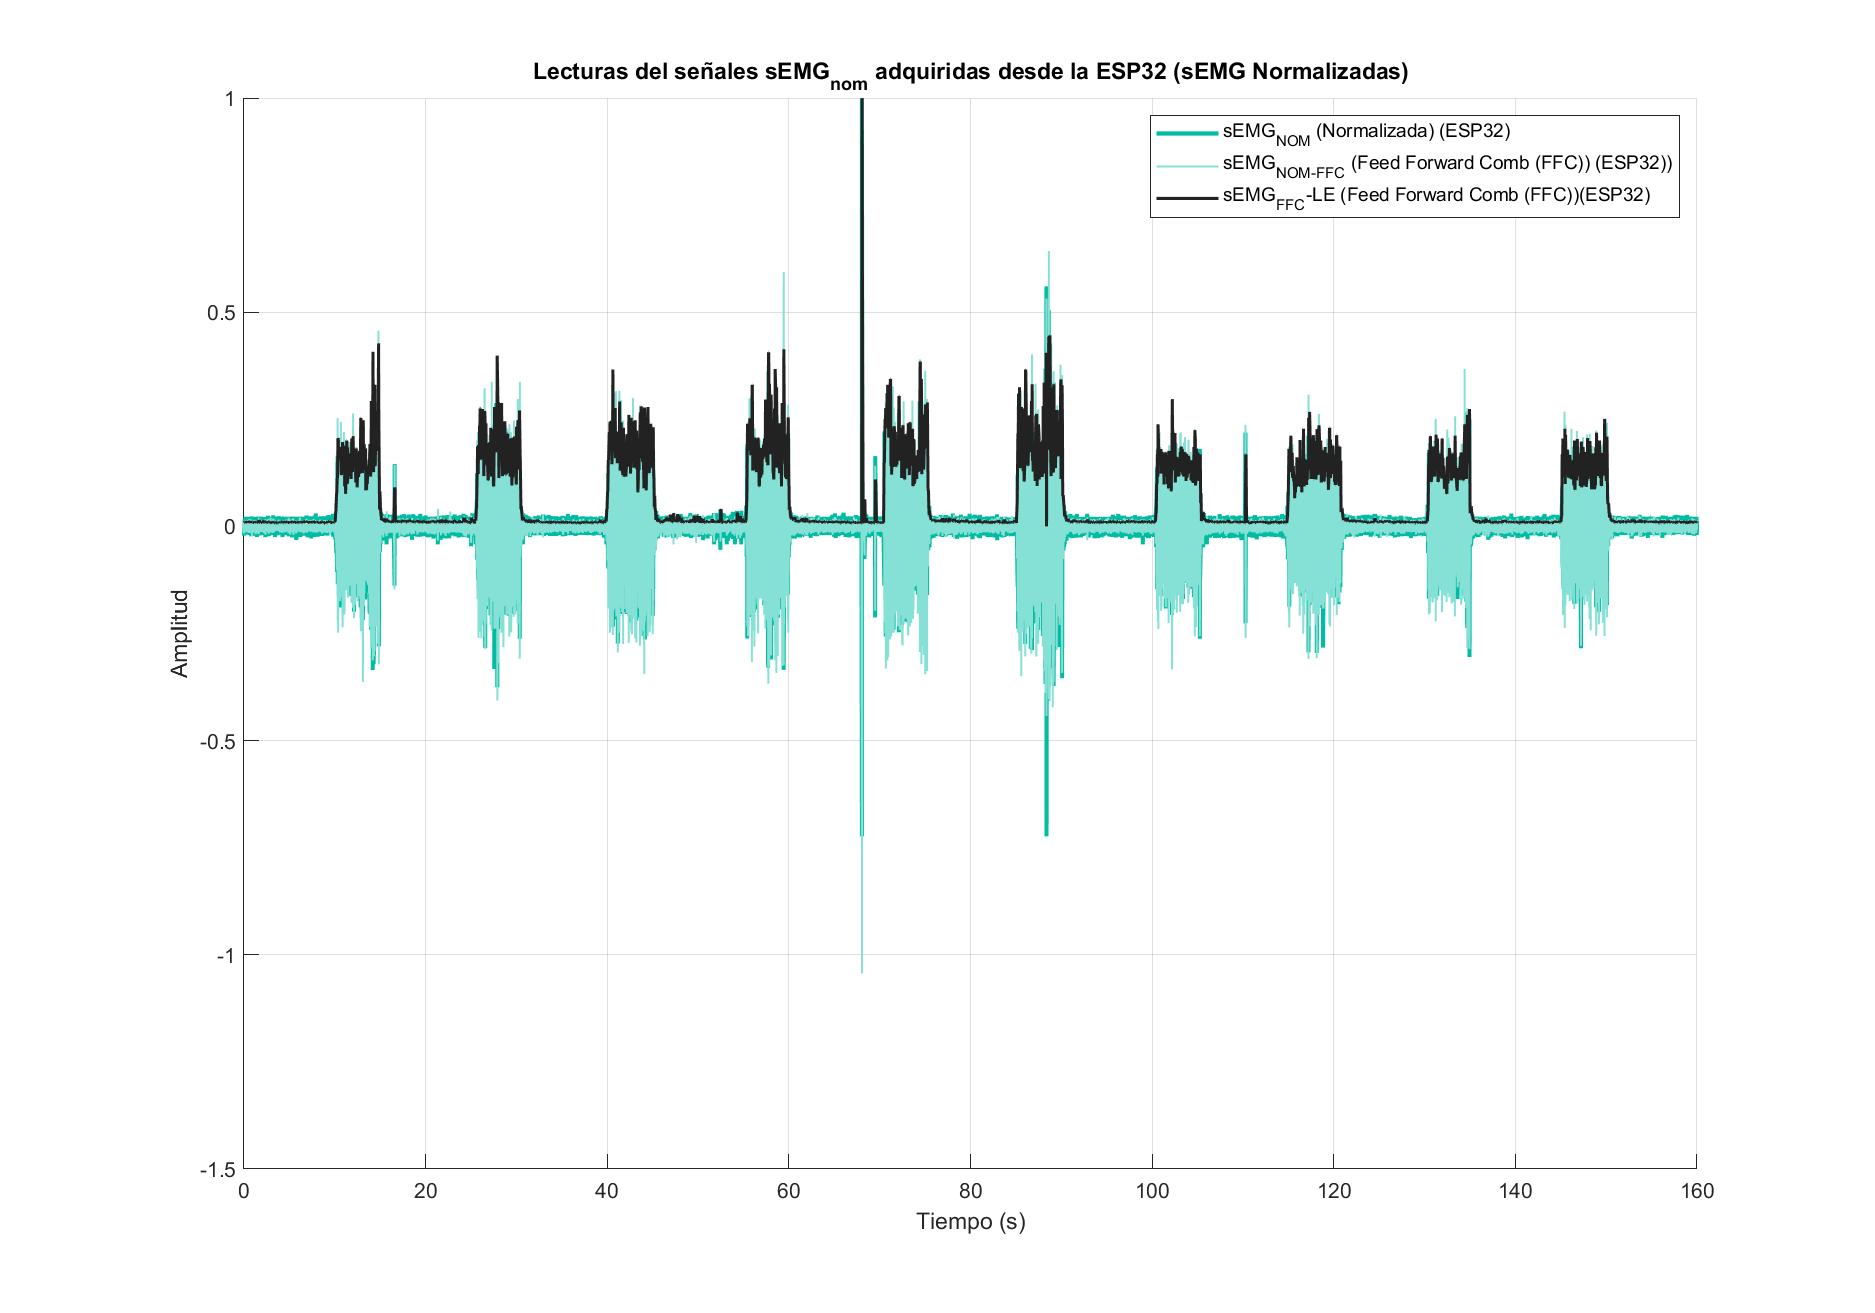 Lecturas del señales sEMGnom adquiridas desde la ESP32 (sEMG Normalizadas)
sEMGNOM (Normalizada) (ESP32)
sEMGNOM-FFC (Feed Forward Comb (FFC)) (ESP32))
sEMGFFC-LE (Feed Forward Comb (FFC))(ESP32)
1
0.5
0
-0.5
-1
-1.5
Amplitud
0 20 40 60 80 100 120 140 160
Tiempo (s)